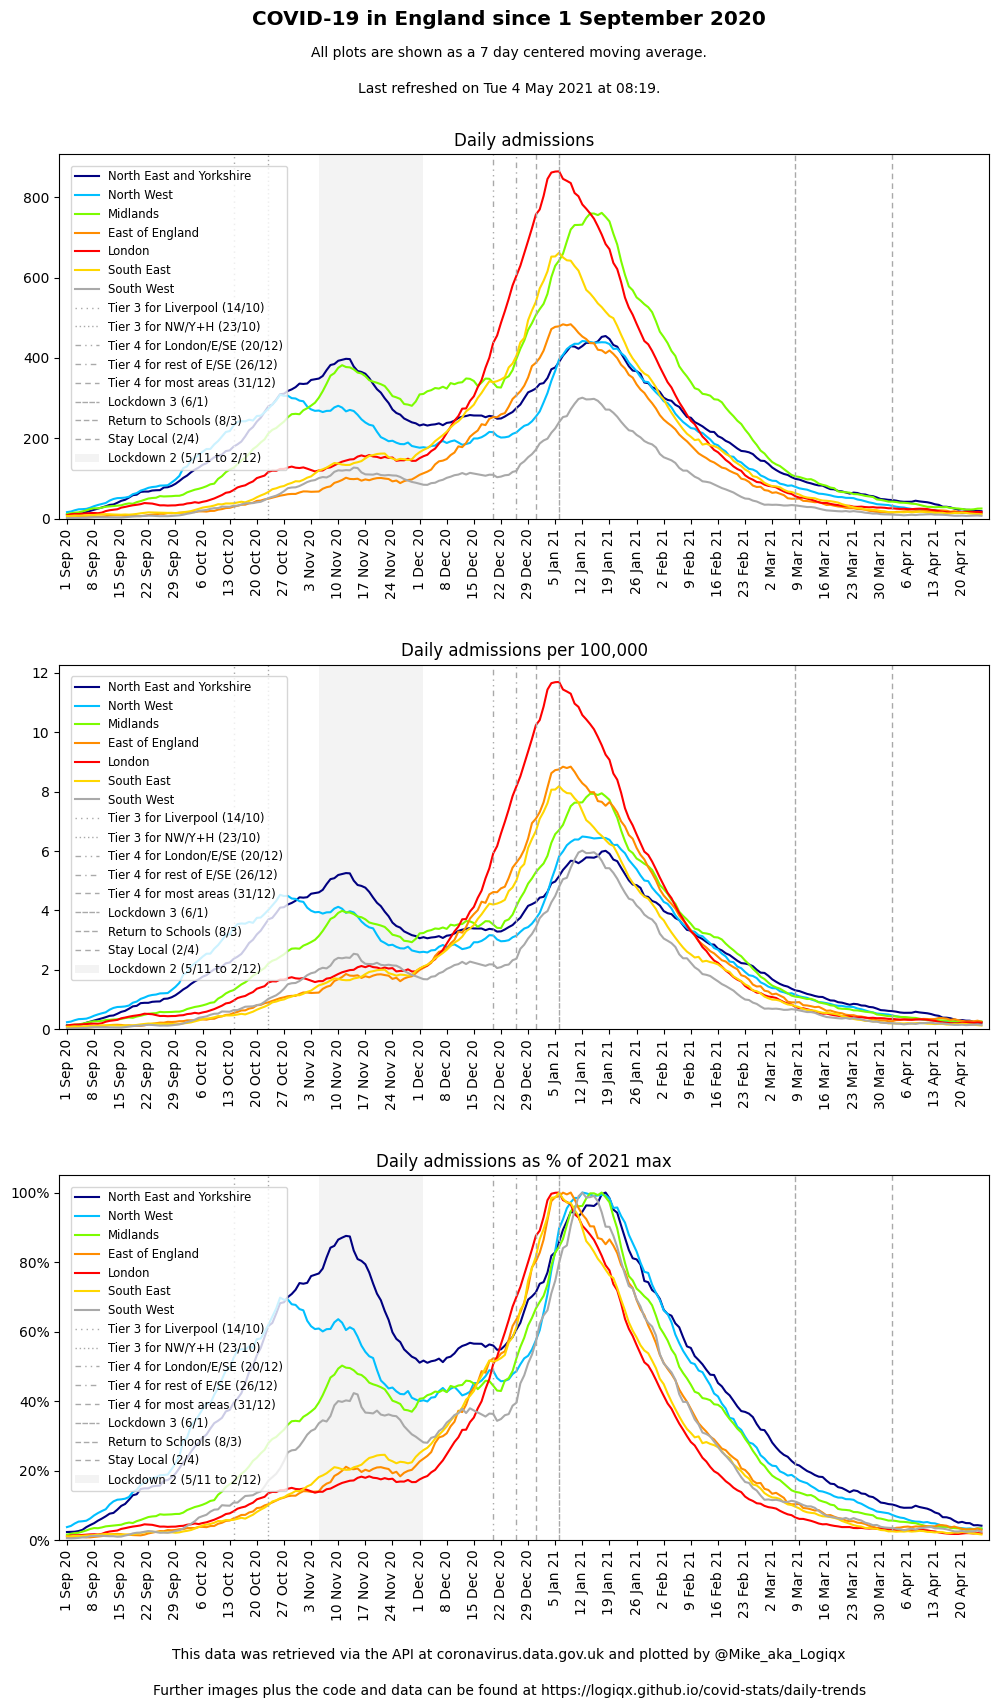 COVID-19 in England since 1 September 2020
All plots are shown as a 7 day centered moving average.
Last refreshed on Tue 4 May 2021 at 08:19.
Daily admissions
800
600
400
200
0
North East and Yorkshire
North West
Midlands
East of England
London
South East
South West
Tier 3 for Liverpool (14/10)
Tier 3 for NW/Y+H (23/10)
Tier 4 for London/E/SE (20/12)
Tier 4 for rest of E/SE (26/12)
Tier 4 for most areas (31/12)
Lockdown 3 (6/1)
Return to Schools (8/3)
Stay Local (2/4)
Lockdown 2 (5/11 to 2/12)
1 Sep 20
8 Sep 20
15 Sep 20
22 Sep 20
29 Sep 20
6 Oct 20
13 Oct 20
20 Oct 20
27 Oct 20
3 Nov 20
10 Nov 20
17 Nov 20
24 Nov 20
1 Dec 20
8 Dec 20
15 Dec 20
22 Dec 20
29 Dec 20
5 Jan 21
12 Jan 21
19 Jan 21
26 Jan 21
2 Feb 21
9 Feb 21
16 Feb 21
23 Feb 21
2 Mar 21
9 Mar 21
16 Mar 21
23 Mar 21
30 Mar 21
6 Apr 21
13 Apr 21
20 Apr 21
Daily admissions per 100,000
12
10
8
6
4
2
0
North East and Yorkshire
North West
Midlands
East of England
London
South East
South West
Tier 3 for Liverpool (14/10)
Tier 3 for NW/Y+H (23/10)
Tier 4 for London/E/SE (20/12)
Tier 4 for rest of E/SE (26/12)
Tier 4 for most areas (31/12)
Lockdown 3 (6/1)
Return to Schools (8/3)
Stay Local (2/4)
Lockdown 2 (5/11 to 2/12)
1 Sep 20
8 Sep 20
15 Sep 20
22 Sep 20
29 Sep 20
6 Oct 20
13 Oct 20
20 Oct 20
27 Oct 20
3 Nov 20
10 Nov 20
17 Nov 20
24 Nov 20
1 Dec 20
8 Dec 20
15 Dec 20
22 Dec 20
29 Dec 20
5 Jan 21
12 Jan 21
19 Jan 21
26 Jan 21
2 Feb 21
9 Feb 21
16 Feb 21
23 Feb 21
2 Mar 21
9 Mar 21
16 Mar 21
23 Mar 21
30 Mar 21
6 Apr 21
13 Apr 21
20 Apr 21
Daily admissions as % of 2021 max
100%
80%
60%
40%
20%
0%
North East and Yorkshire
North West
Midlands
East of England
London
South East
South West
Tier 3 for Liverpool (14/10)
Tier 3 for NW/Y+H (23/10)
Tier 4 for London/E/SE (20/12)
Tier 4 for rest of E/SE (26/12)
Tier 4 for most areas (31/12)
Lockdown 3 (6/1)
Return to Schools (8/3)
Stay Local (2/4)
Lockdown 2 (5/11 to 2/12)
1 Sep 20
8 Sep 20
15 Sep 20
22 Sep 20
29 Sep 20
6 Oct 20
13 Oct 20
20 Oct 20
27 Oct 20
3 Nov 20
10 Nov 20
17 Nov 20
24 Nov 20
1 Dec 20
8 Dec 20
15 Dec 20
22 Dec 20
29 Dec 20
5 Jan 21
12 Jan 21
19 Jan 21
26 Jan 21
2 Feb 21
9 Feb 21
16 Feb 21
23 Feb 21
2 Mar 21
9 Mar 21
16 Mar 21
23 Mar 21
30 Mar 21
6 Apr 21
13 Apr 21
20 Apr 21
This data was retrieved via the API at coronavirus.data.gov.uk and plotted by @Mike_aka_Logiqx
Further images plus the code and data can be found at https://logiqx.github.io/covid-stats/daily-trends